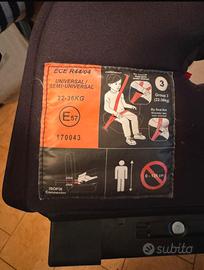 ECE R44/04
UNIVERSAL /
SEMI-UNIVERSAL
22-36KG
E57
170043
3
Group 3
(22-36kg)
ISOFIX
subito